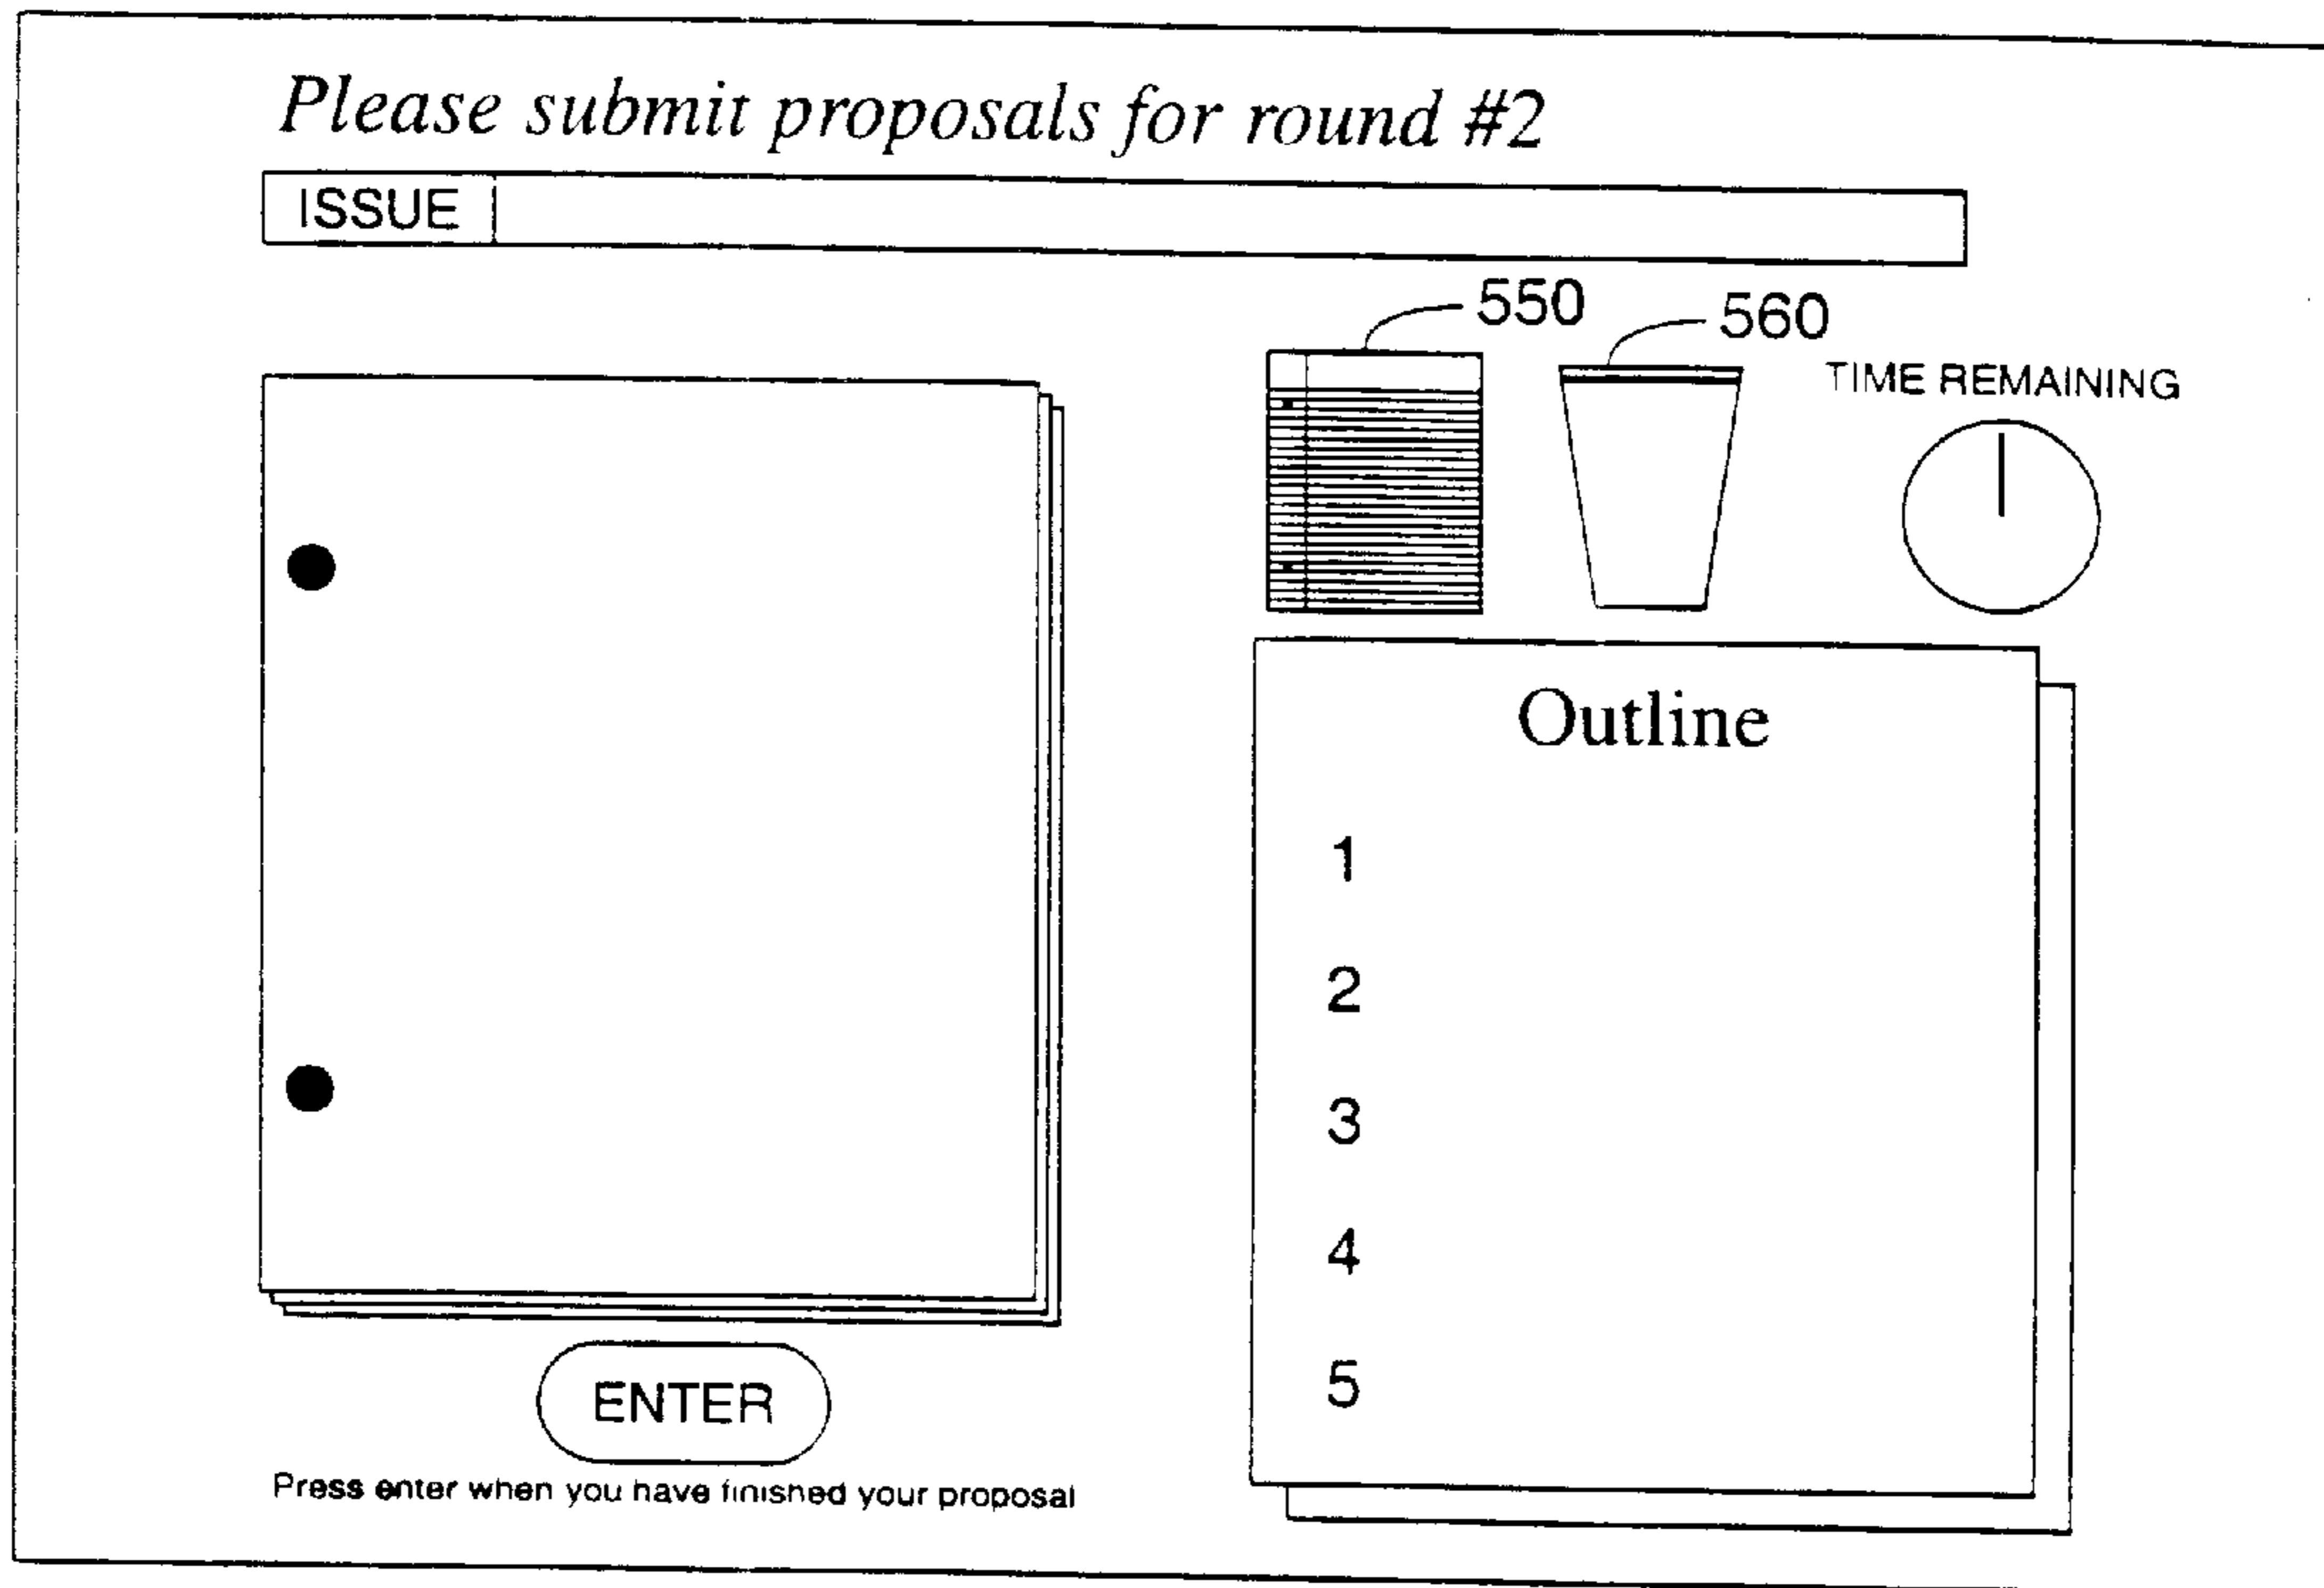 Please submit proposals for round #2
ISSUE
550
560
TIME REMAINING
Outline
1
2
3
4
5
ENTER
Press enter when you have finished your proposal